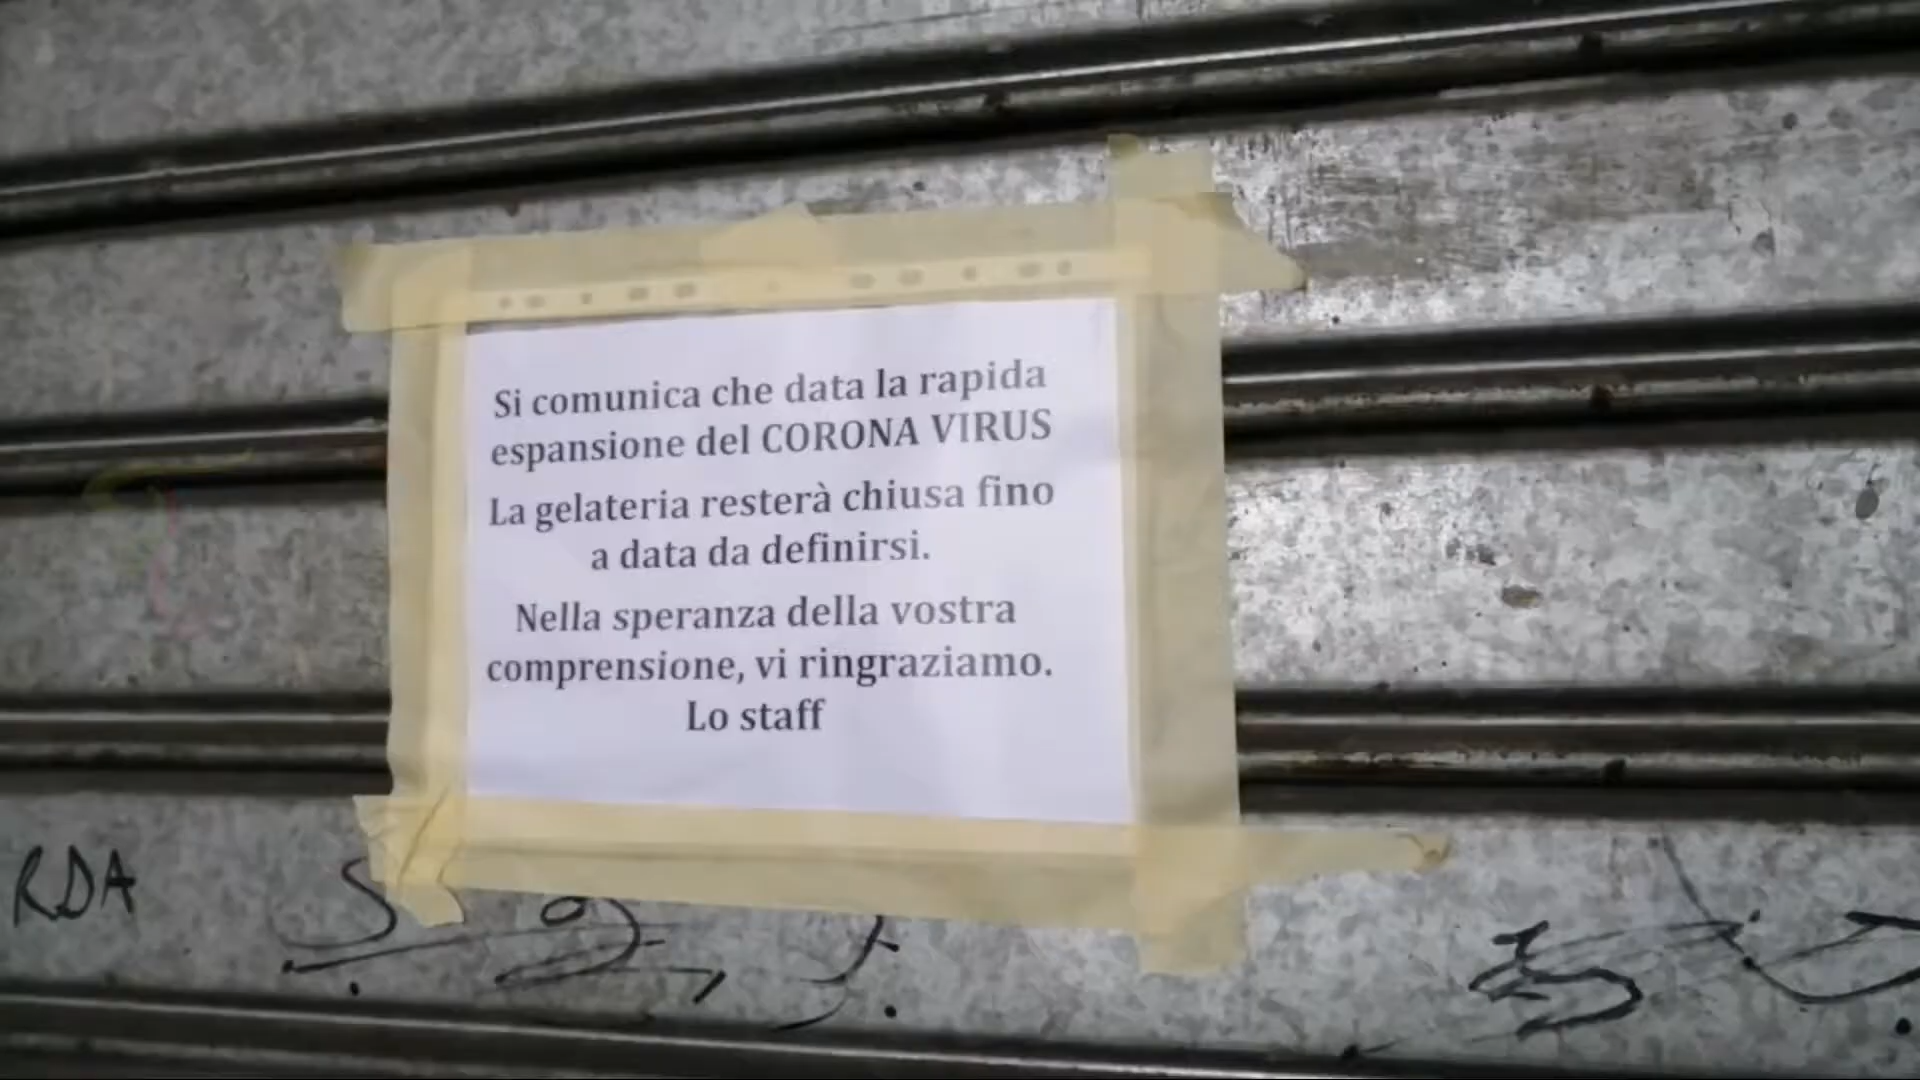 Si comunica che data la rapida
espansione del CORONA VIRUS
La gelateria resterà chiusa fino
a data da definirsi.
Nella speranza della vostra
comprensione, vi ringraziamo.
Lo staff
RDA